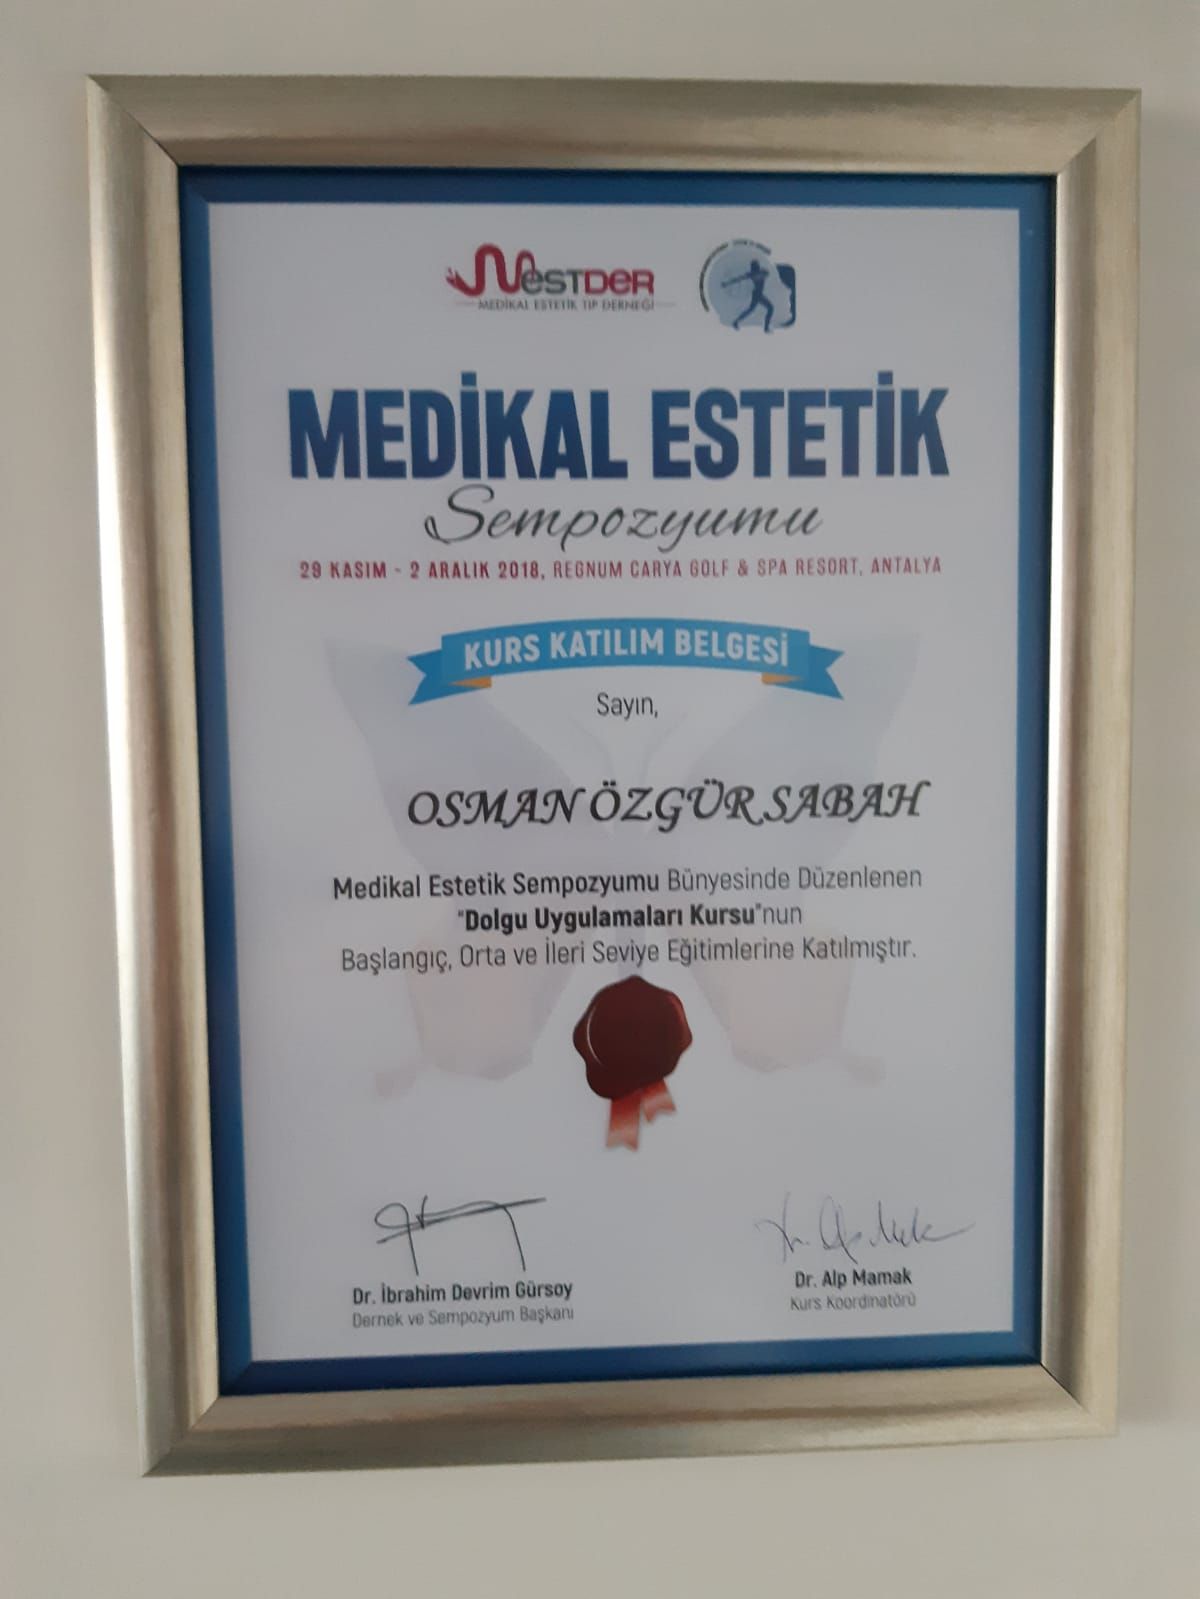 MESTDER
MEDİKAL ESTETİK TIP DERNEĞİ
MEDİKAL ESTETİK
Sempozyumu
29 KASIM - 2 ARALIK 2018, REGNUM CARYA GOLF & SPA RESORT, ANTALYA
KURS KATILIM BELGESİ
Sayın,
OSMAN ÖZGÜR SABAH
Medikal Estetik Sempozyumu Bünyesinde Düzenlenen
"Dolgu Uygulamaları Kursu"nun
Başlangıç, Orta ve İleri Seviye Eğitimlerine Katılmıştır.
Dr. İbrahim Devrim Gürsoy
Dernek ve Sempozyum Başkanı
Dr. Alp Mamak
Kurs Koordinatörü